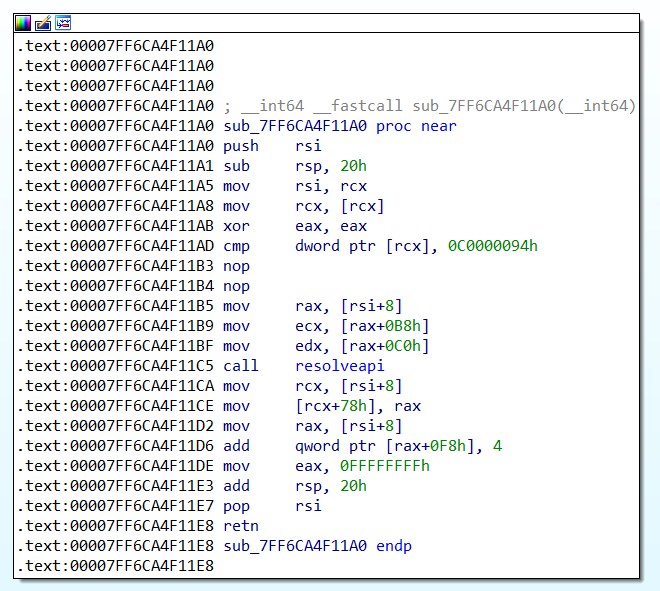 .text:00007FF6CA4F11A0
.text:00007FF6CA4F11A0
.text:00007FF6CA4F11A0
.text:00007FF6CA4F11A0 ; __int64 __fastcall sub_7FF6CA4F11A0(__int64)
.text:00007FF6CA4F11A0 sub_7FF6CA4F11A0 proc near
.text:00007FF6CA4F11A0 push    rsi
.text:00007FF6CA4F11A1 sub     rsp, 20h
.text:00007FF6CA4F11A5 mov     rsi, rcx
.text:00007FF6CA4F11A8 mov     rcx, [rcx]
.text:00007FF6CA4F11AB xor     eax, eax
.text:00007FF6CA4F11AD cmp     dword ptr [rcx], 0C0000094h
.text:00007FF6CA4F11B3 nop
.text:00007FF6CA4F11B4 nop
.text:00007FF6CA4F11B5 mov     rax, [rsi+8]
.text:00007FF6CA4F11B9 mov     ecx, [rax+0B8h]
.text:00007FF6CA4F11BF mov     edx, [rax+0C0h]
.text:00007FF6CA4F11C5 call    resolveapi
.text:00007FF6CA4F11CA mov     rcx, [rsi+8]
.text:00007FF6CA4F11CE mov     [rcx+78h], rax
.text:00007FF6CA4F11D2 mov     rax, [rsi+8]
.text:00007FF6CA4F11D6 add     qword ptr [rax+0F8h], 4
.text:00007FF6CA4F11DE mov     eax, 0FFFFFFFFh
.text:00007FF6CA4F11E3 add     rsp, 20h
.text:00007FF6CA4F11E7 pop     rsi
.text:00007FF6CA4F11E8 retn
.text:00007FF6CA4F11E8 sub_7FF6CA4F11A0 endp
.text:00007FF6CA4F11E8